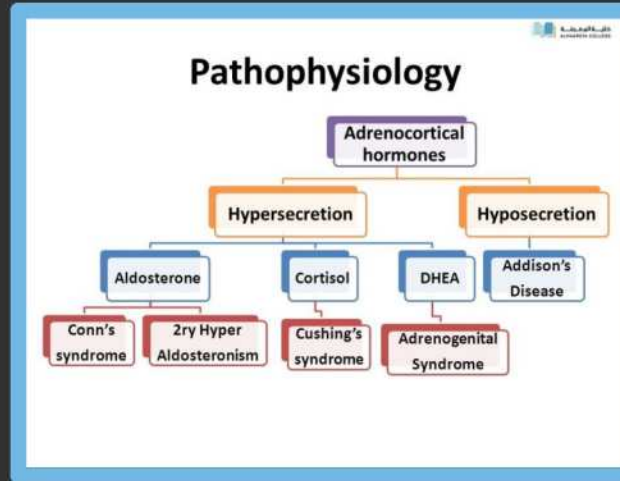 Pathophysiology
Adrenocortical
hormones
Hypersecretion
Hyposecretion
Aldosterone
Cortisol
DHEA
Addison's
Disease
Conn's
syndrome
2ry Hyper
Aldosteronism
Cushing's
syndrome
Adrenogenital
Syndrome